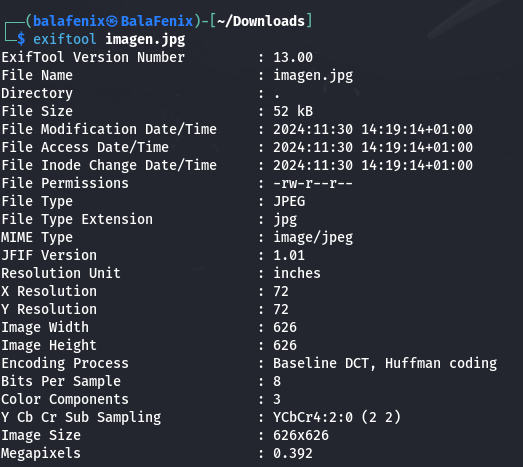 ┌──(balafenix㉿BalaFenix)-[~/Downloads]
└─$ exiftool imagen.jpg
ExifTool Version Number         : 13.00
File Name                       : imagen.jpg
Directory                       : .
File Size                       : 52 kB
File Modification Date/Time     : 2024:11:30 14:19:14+01:00
File Access Date/Time           : 2024:11:30 14:19:14+01:00
File Inode Change Date/Time     : 2024:11:30 14:19:14+01:00
File Permissions                : -rw-r--r--
File Type                       : JPEG
File Type Extension             : jpg
MIME Type                       : image/jpeg
JFIF Version                    : 1.01
Resolution Unit                 : inches
X Resolution                    : 72
Y Resolution                    : 72
Image Width                     : 626
Image Height                    : 626
Encoding Process                : Baseline DCT, Huffman coding
Bits Per Sample                 : 8
Color Components                : 3
Y Cb Cr Sub Sampling            : YCbCr4:2:0 (2 2)
Image Size                      : 626x626
Megapixels                      : 0.392